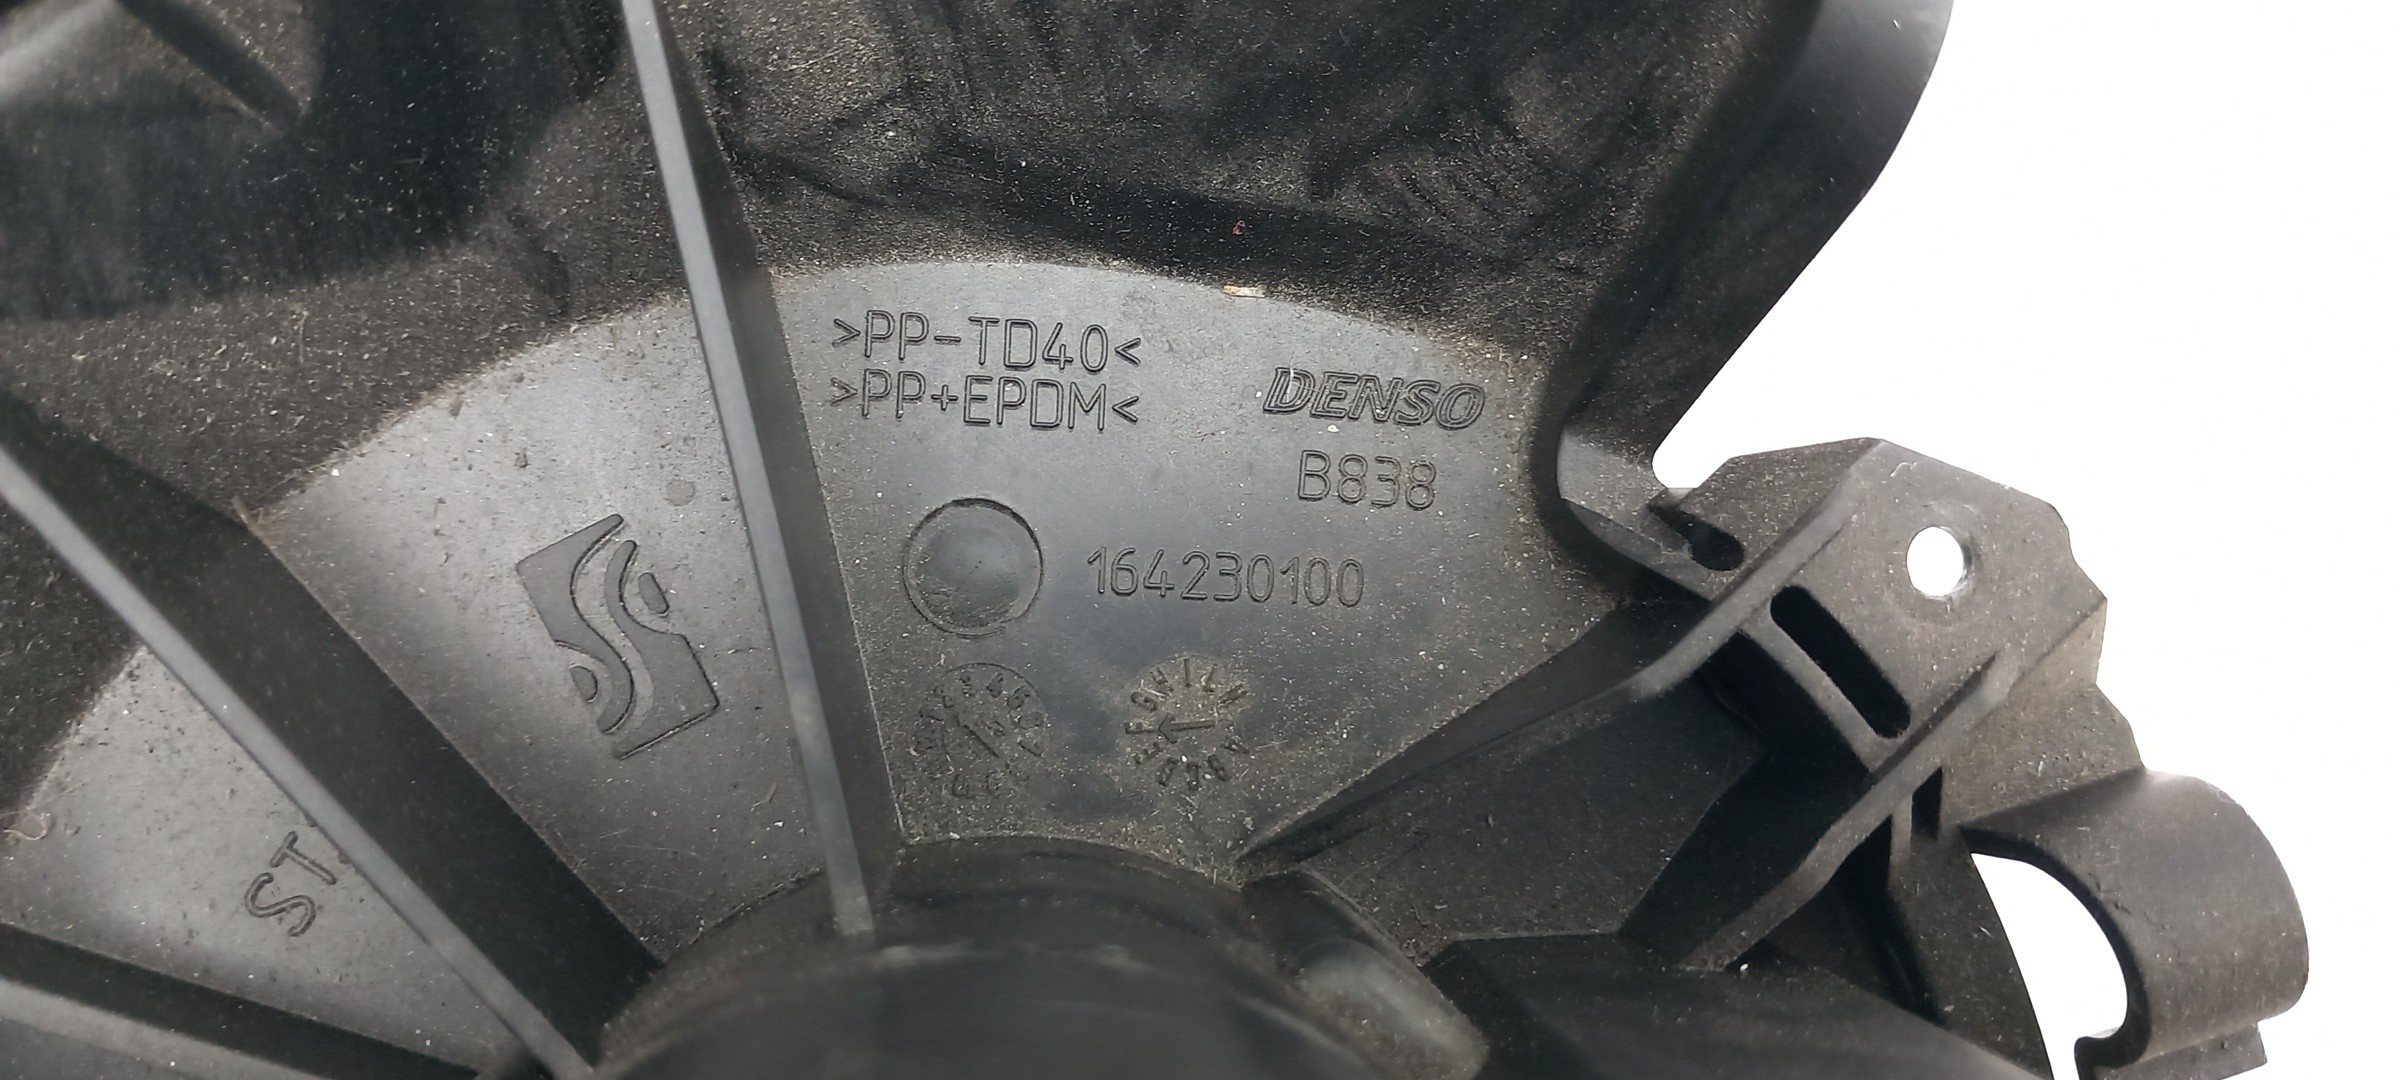 >PP-TD40<
>PP+EPDM<
DENSO
B838
164230100
ST